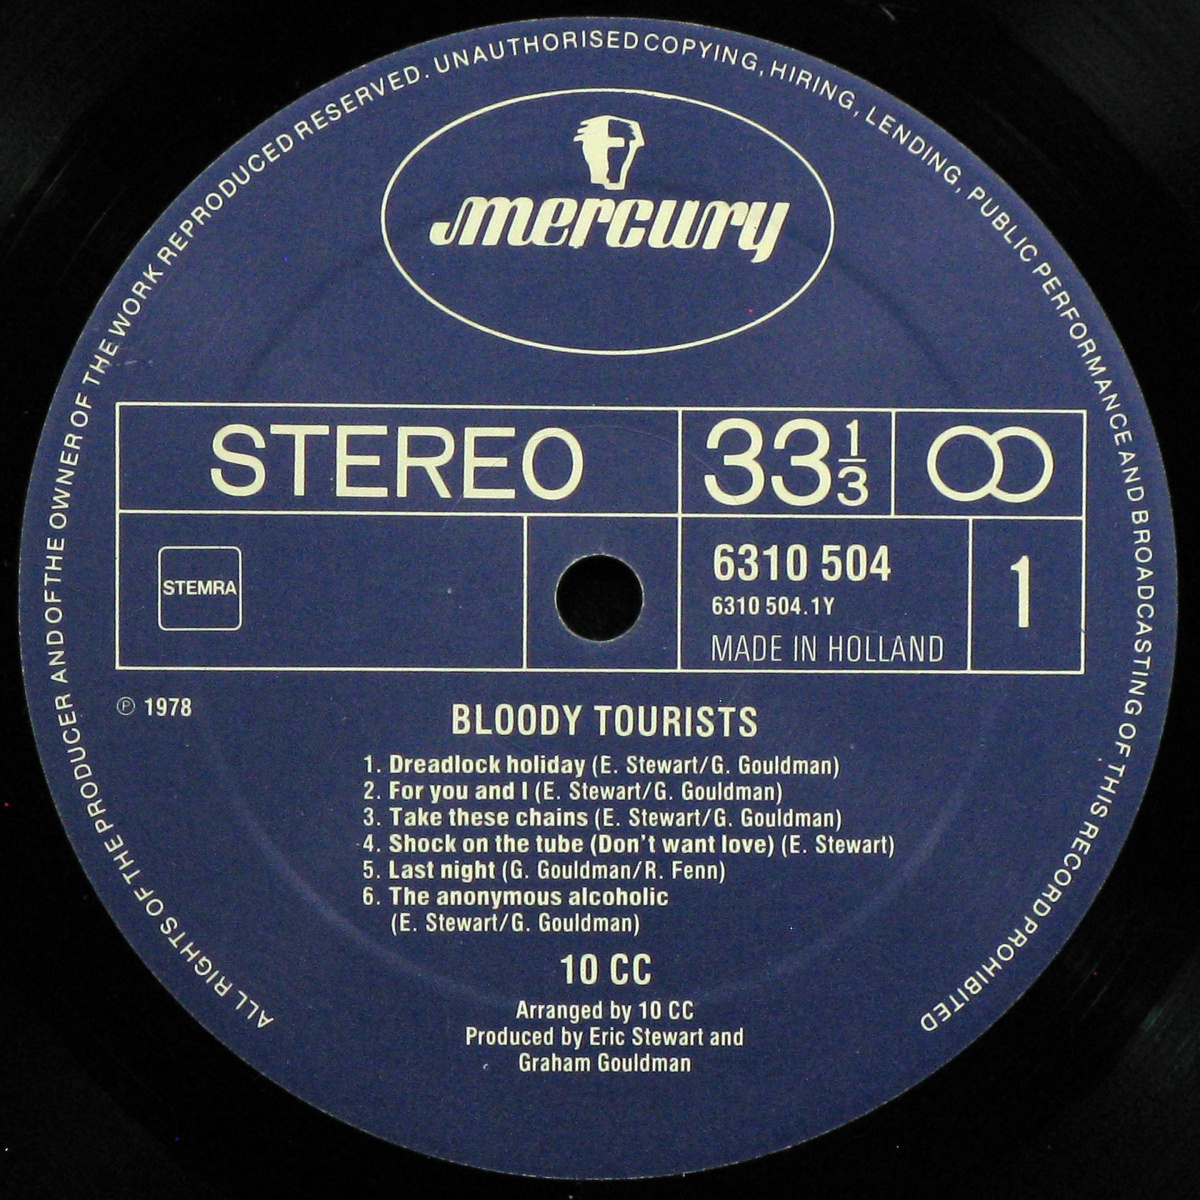 ALL RIGHTS OF THE PRODUCER AND OF THE OWNER OF THE WORK REPRODUCED RESERVED. UNAUTHORISED COPYING, HIRING, LENDING, PUBLIC PERFORMANCE AND BROADCASTING OF THIS RECORD PROHIBITED
mercury
STEREO 33 1/3
STEMRA
6310 504
6310 504.1Y
MADE IN HOLLAND
1
℗ 1978
BLOODY TOURISTS
1. Dreadlock holiday (E. Stewart/G. Gouldman)
2. For you and I (E. Stewart/G. Gouldman)
3. Take these chains (E. Stewart/G. Gouldman)
4. Shock on the tube (Don't want love) (E. Stewart)
5. Last night (G. Gouldman/R. Fenn)
6. The anonymous alcoholic
(E. Stewart/G. Gouldman)
10 CC
Arranged by 10 CC
Produced by Eric Stewart and
Graham Gouldman